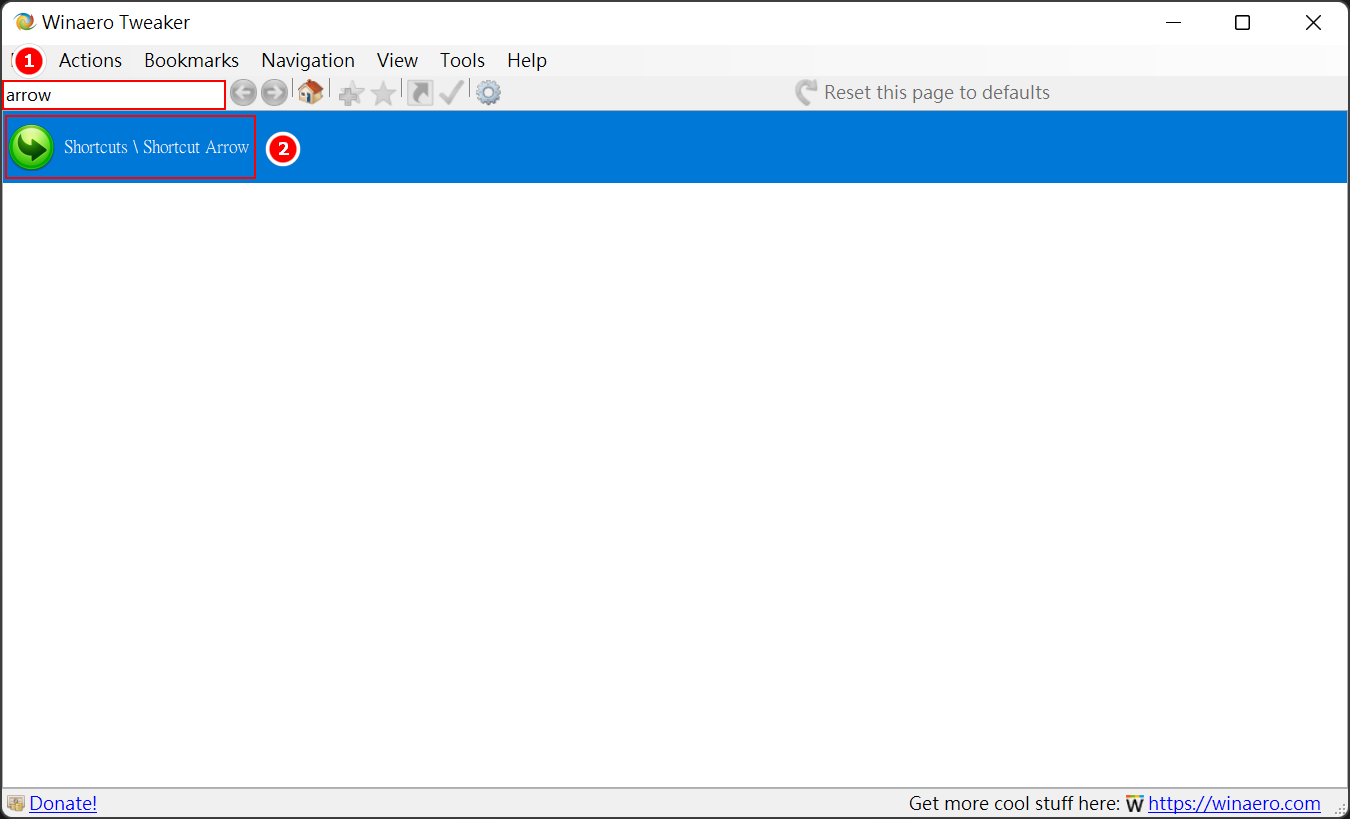 Winaero Tweaker
1 Actions Bookmarks Navigation View Tools Help
arrow Reset this page to defaults
Shortcuts \ Shortcut Arrow 2
Donate! Get more cool stuff here: W https://winaero.com